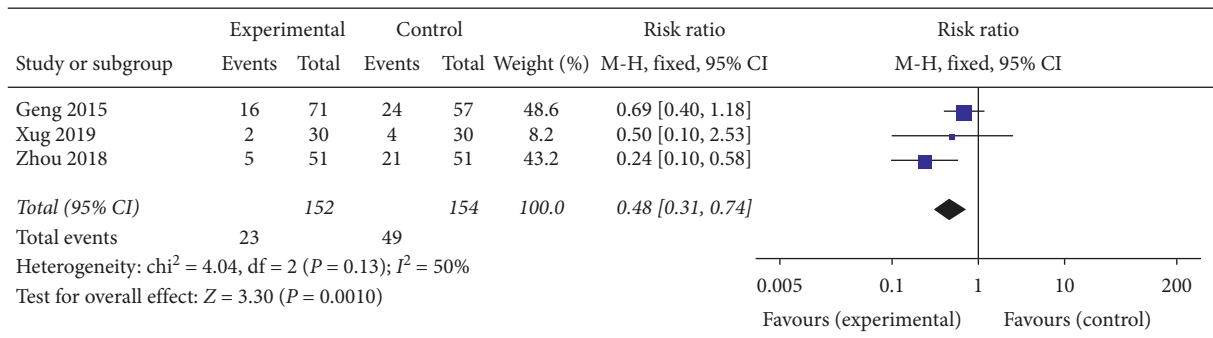 Experimental Control Risk ratio Risk ratio
Study or subgroup Events Total Events Total Weight (%) M-H, fixed, 95% CI M-H, fixed, 95% CI
Geng 2015 16 71 24 57 48.6 0.69 [0.40, 1.18]
Xug 2019 2 30 4 30 8.2 0.50 [0.10, 2.53]
Zhou 2018 5 51 21 51 43.2 0.24 [0.10, 0.58]
Total (95% CI) 152 154 100.0 0.48 [0.31, 0.74]
Total events 23 49
Heterogeneity: chi² = 4.04, df = 2 (P = 0.13); I² = 50%
Test for overall effect: Z = 3.30 (P = 0.0010)
0.005 0.1 1 10 200
Favours (experimental) Favours (control)